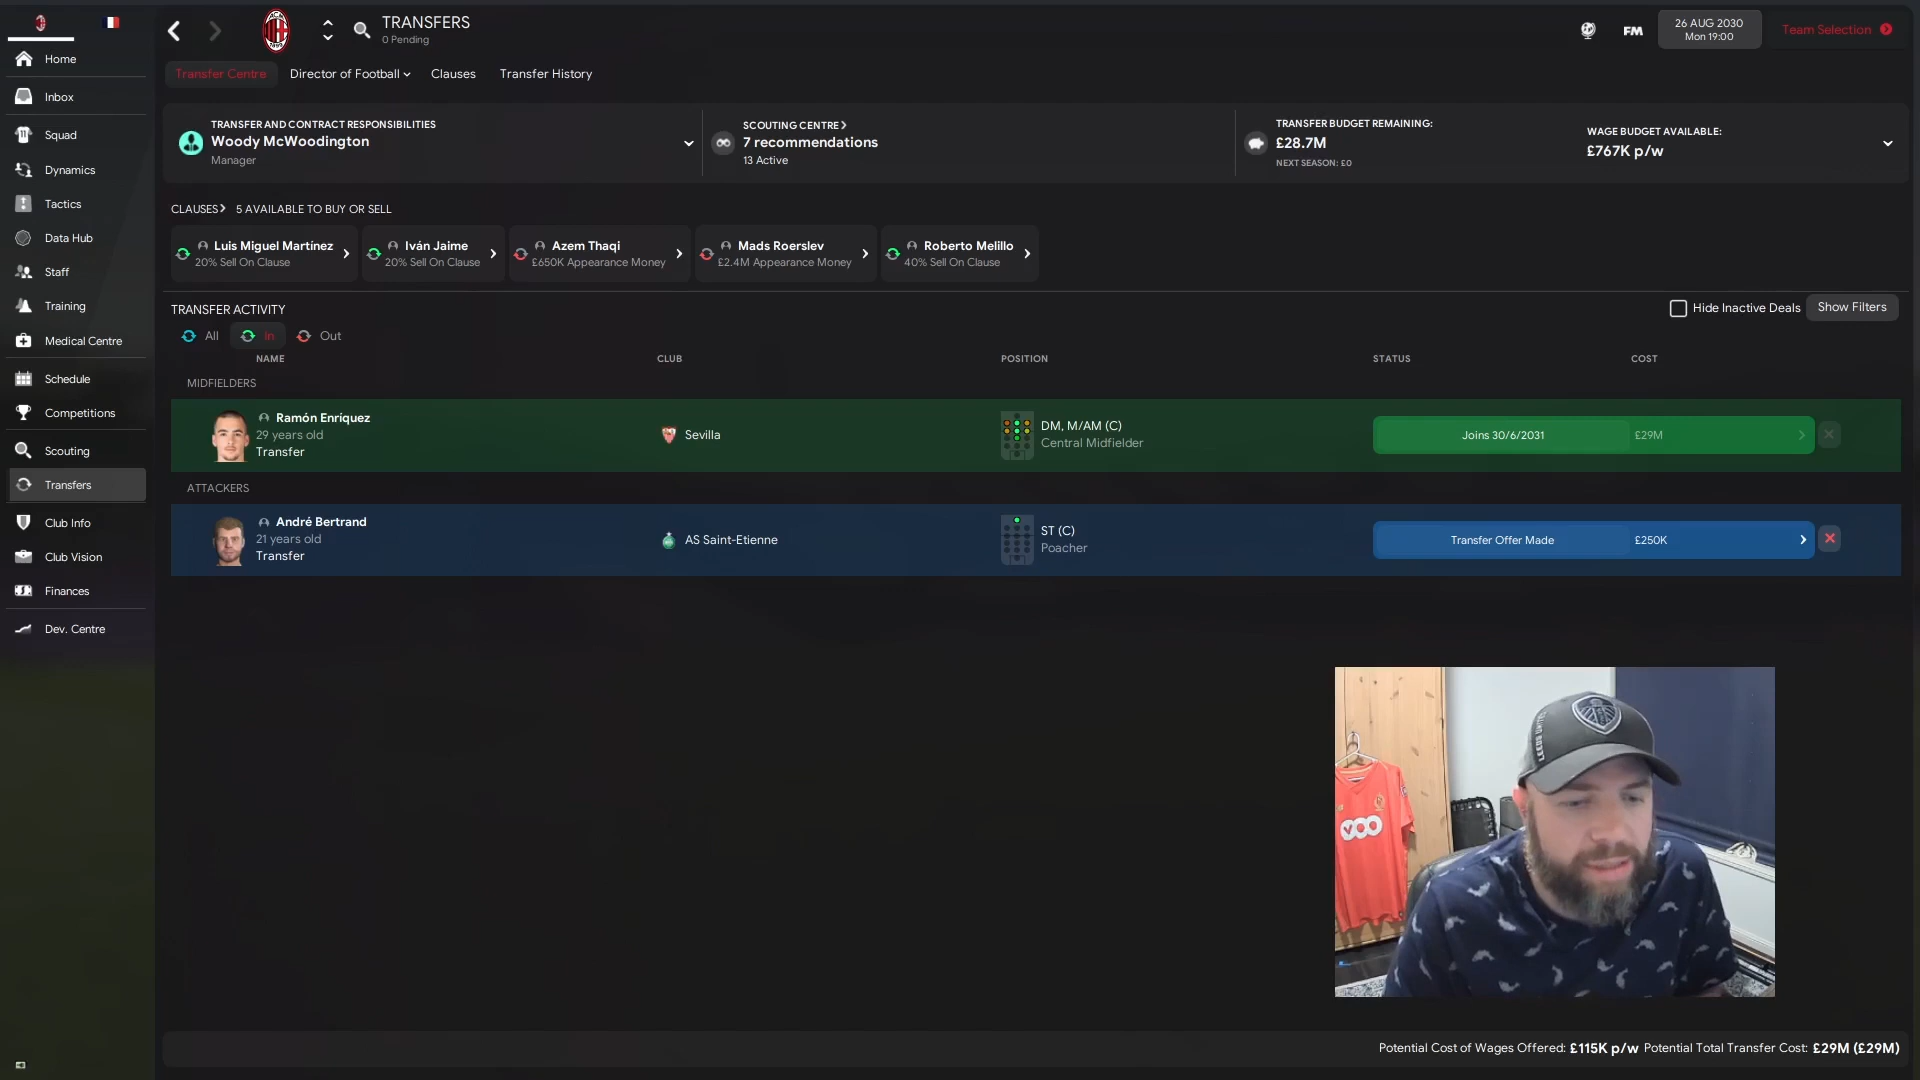 TRANSFERS
0 Pending
FM
26 AUG 2030
Mon 19:00
Team Selection
Home
Inbox
Squad
Dynamics
Tactics
Data Hub
Staff
Training
Medical Centre
Schedule
Competitions
Scouting
Transfers
Club Info
Club Vision
Finances
Dev. Centre
Transfer Centre
Director of Football
Clauses
Transfer History
TRANSFER AND CONTRACT RESPONSIBILITIES
Woody McWoodington
Manager
SCOUTING CENTRE
7 recommendations
13 Active
TRANSFER BUDGET REMAINING:
£28.7M
NEXT SEASON: £0
WAGE BUDGET AVAILABLE:
£767K p/w
CLAUSES 5 AVAILABLE TO BUY OR SELL
Luis Miguel Martínez
20% Sell On Clause
Iván Jaime
20% Sell On Clause
Azem Thaqi
£650K Appearance Money
Mads Roerslev
£2.4M Appearance Money
Roberto Melillo
40% Sell On Clause
TRANSFER ACTIVITY
Hide Inactive Deals
Show Filters
All
In
Out
NAME CLUB POSITION STATUS COST
MIDFIELDERS
Ramón Enríquez
29 years old
Transfer
Sevilla
DM, M/AM (C)
Central Midfielder
Joins 30/6/2031
£29M
ATTACKERS
André Bertrand
21 years old
Transfer
AS Saint-Etienne
ST (C)
Poacher
Transfer Offer Made
£250K
LEEDS UNITED
VOO
Potential Cost of Wages Offered: £115K p/w Potential Total Transfer Cost: £29M (£29M)